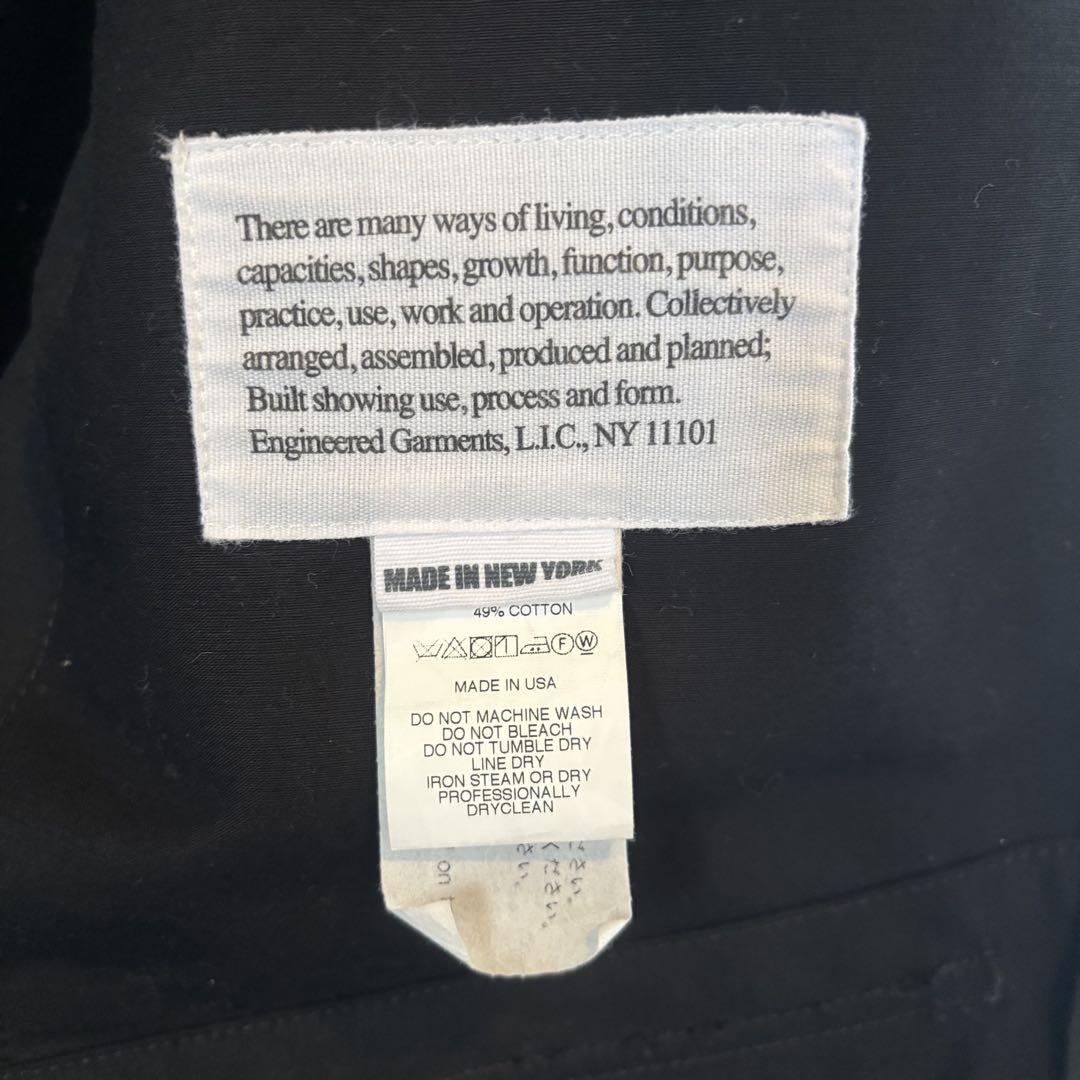 There are many ways of living, conditions,
capacities, shapes, growth, function, purpose,
practice, use, work and operation. Collectively
arranged, assembled, produced and planned;
Built showing use, process and form.
Engineered Garments, L.I.C., NY 11101
MADE IN NEW YORK
49% COTTON
F W
MADE IN USA
DO NOT MACHINE WASH
DO NOT BLEACH
DO NOT TUMBLE DRY
LINE DRY
IRON STEAM OR DRY
PROFESSIONALLY
DRYCLEAN